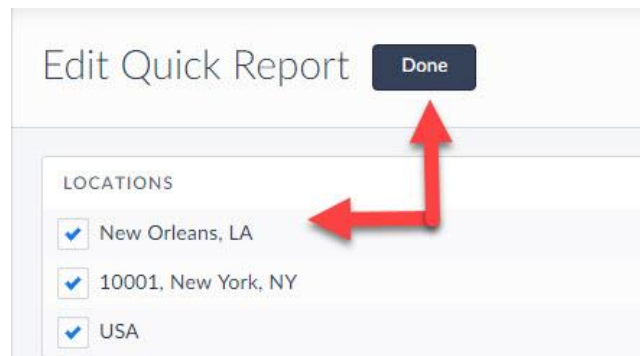 Edit Quick Report Done
LOCATIONS
New Orleans, LA
10001, New York, NY
USA